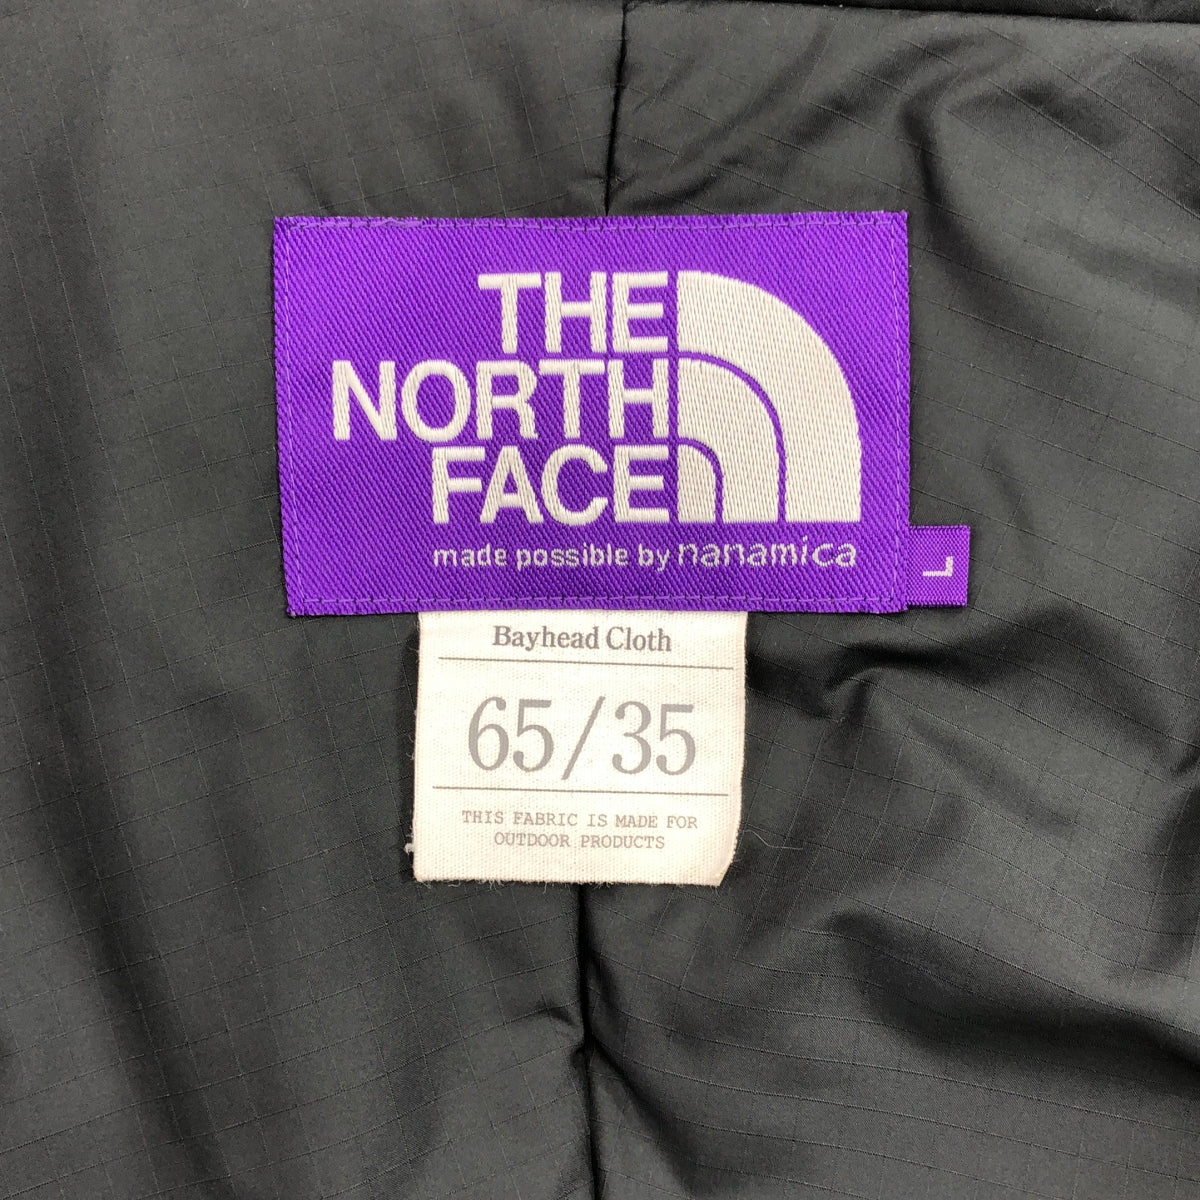 THE
NORTH
FACE
made possible by nanamica
L
Bayhead Cloth
65/35
THIS FABRIC IS MADE FOR
OUTDOOR PRODUCTS